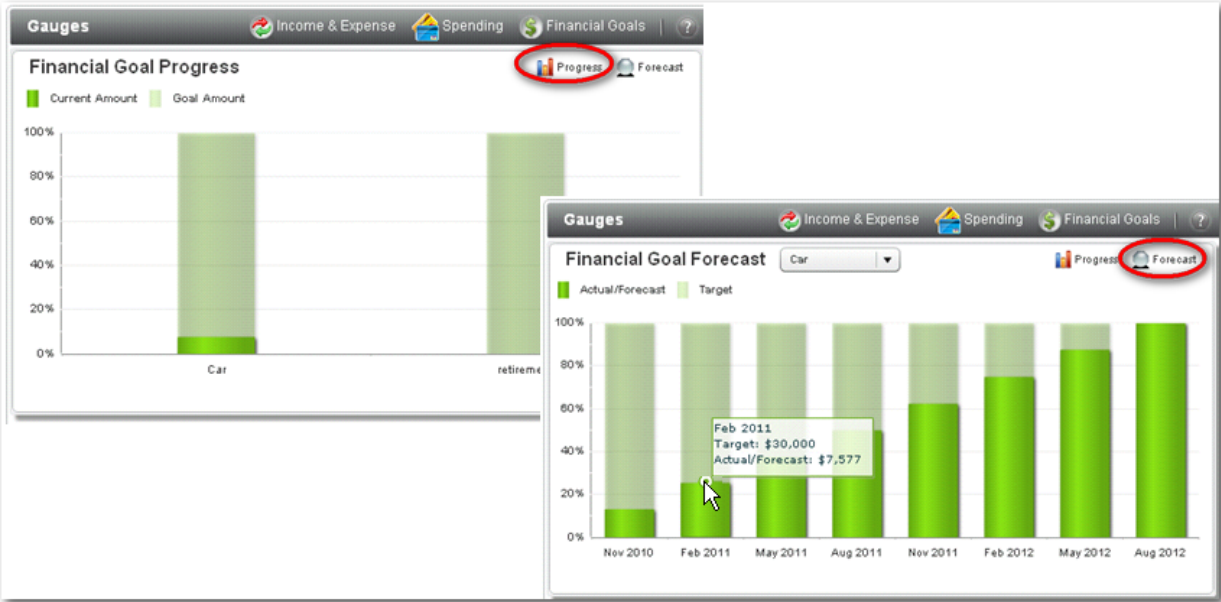 Gauges Income & Expense Spending Financial Goals ?
Financial Goal Progress Progress Forecast
Current Amount Goal Amount
100%
80%
60%
40%
20%
0%
Car retireme
Gauges Income & Expense Spending Financial Goals ?
Financial Goal Forecast Car Progress Forecast
Actual/Forecast Target
100%
80%
60%
40%
20%
0%
Feb 2011
Target: $30,000
Actual/Forecast: $7,577
Nov 2010 Feb 2011 May 2011 Aug 2011 Nov 2011 Feb 2012 May 2012 Aug 2012